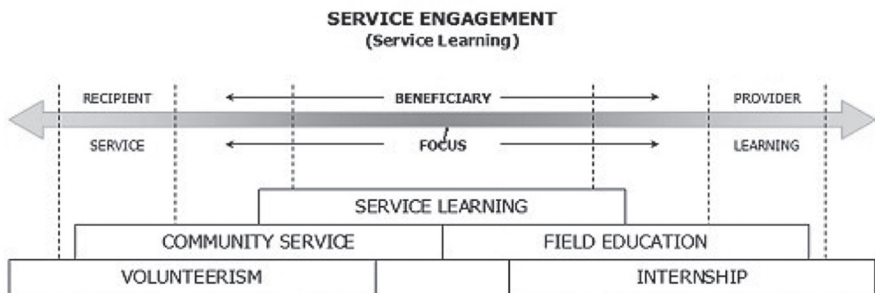 SERVICE ENGAGEMENT
(Service Learning)
RECIPIENT BENEFICIARY PROVIDER
SERVICE FOCUS LEARNING
SERVICE LEARNING
COMMUNITY SERVICE FIELD EDUCATION
VOLUNTEERISM INTERNSHIP